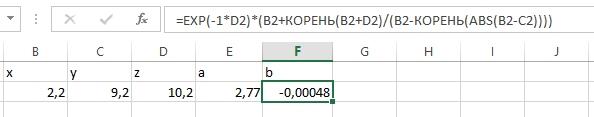 =EXP(-1*D2)*(B2+КОРЕНЬ(B2+D2)/(B2-КОРЕНЬ(ABS(B2-C2))))
B C D E F G H I J
x y z a b
2,2 9,2 10,2 2,77 -0,00048